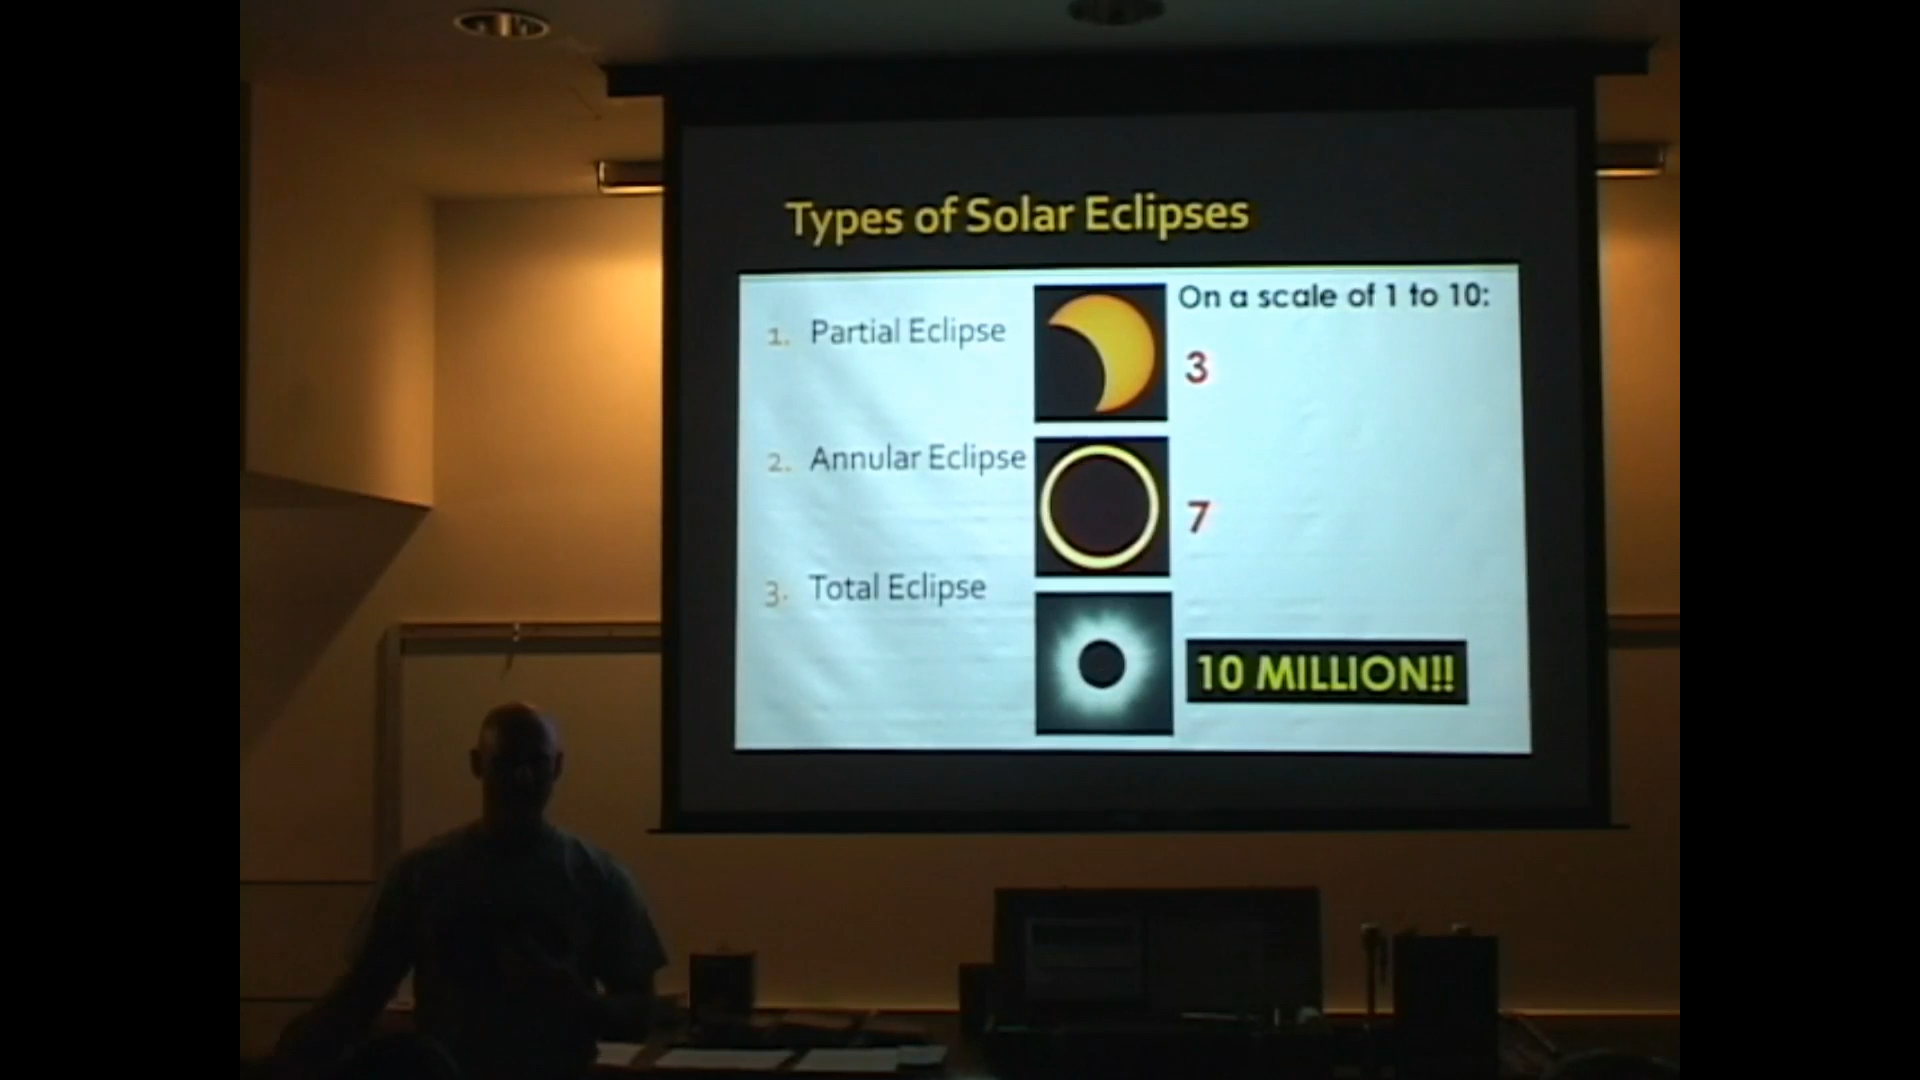 Types of Solar Eclipses
On a scale of 1 to 10:
1. Partial Eclipse
3
2. Annular Eclipse
7
3. Total Eclipse
10 MILLION!!